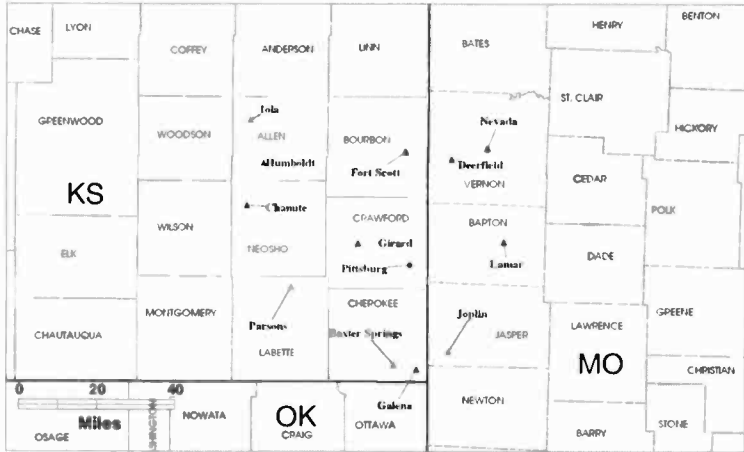 CHASE
LYON
COFFEY
ANDERSON
LINN
BATES
HENRY
BENTON
GREENWOOD
WOODSON
Iola
ALLEN
Humboldt
BOURBON
Fort Scott
Nevada
Deerfield
VERNON
ST. CLAIR
HICKORY
CEDAR
KS
Chanute
WILSON
NEOSHO
CRAWFORD
Girard
Pittsburg
BARTON
Lamar
POLK
DADE
ELK
MONTGOMERY
Parsons
LABETTE
CHEROKEE
Baxter Springs
Joplin
JASPER
LAWRENCE
GREENE
CHAUTAUQUA
MO
CHRISTIAN
0 20 40
Miles
Galena
NEWTON
OSAGE
NOWATA
OK
CRAIG
OTTAWA
BARRY
STONE